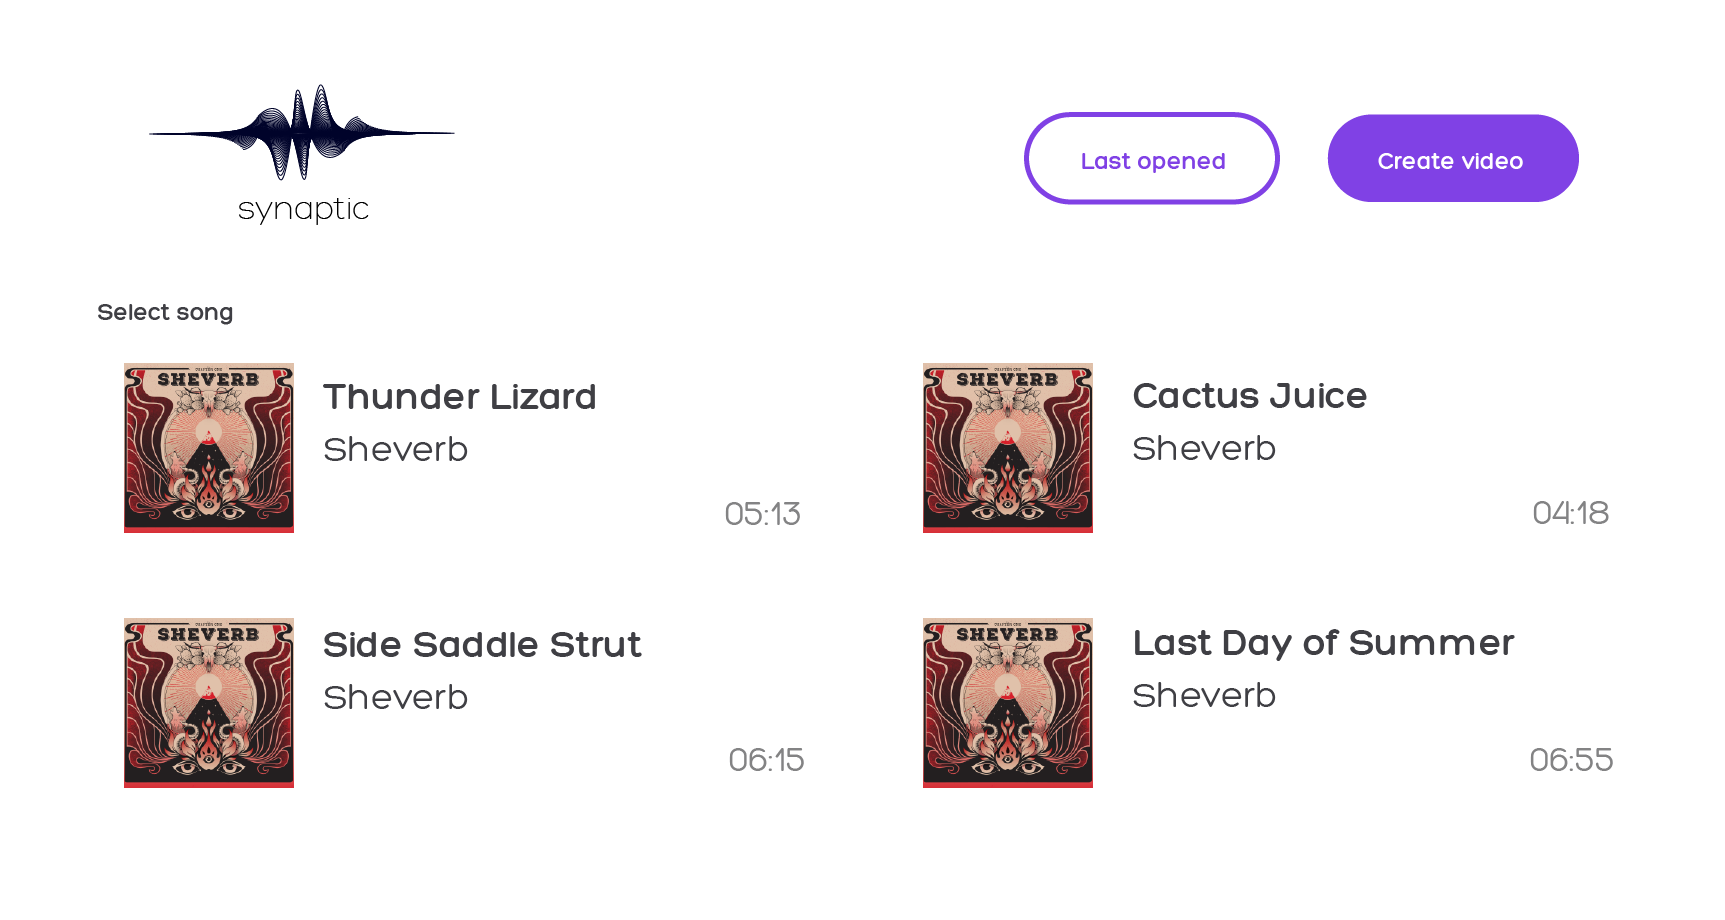 synaptic
Last opened
Create video
Select song
SHEVERB
Thunder Lizard
Sheverb
05:13
SHEVERB
Cactus Juice
Sheverb
04:18
SHEVERB
Side Saddle Strut
Sheverb
06:15
SHEVERB
Last Day of Summer
Sheverb
06:55